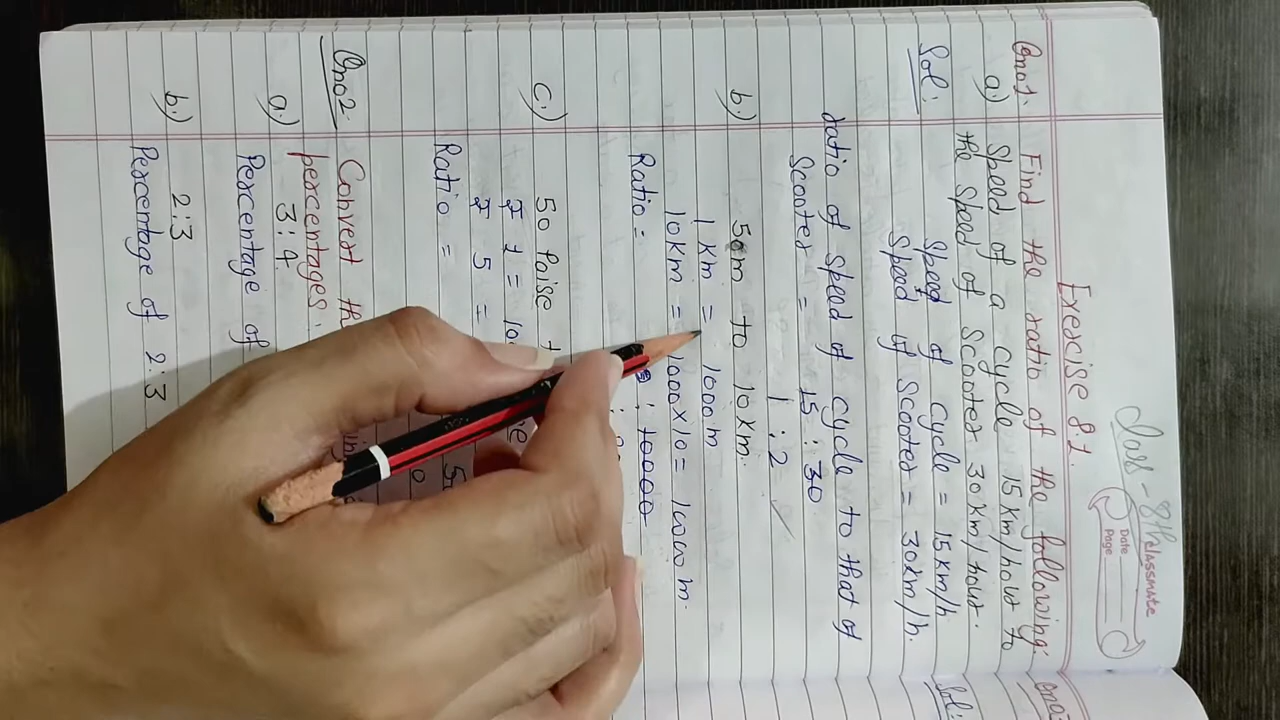 Class - 8th
classmate
Date
Page
Exercise 8.1.
Qno1. Find the ratio of the following:
a.) Speed of a cycle 15 km/hour to
the Speed of Scooter 30 km/hour.
Sol: Speed of cycle = 15 km/h
Speed of Scooter = 30 km/h.
ratio of Speed of cycle to that of
Scooter = 15 : 30
1 : 2
b.) 5m to 10 km.
1 km = 1000 m
10 km = 1000 x 10 = 10000 m.
Ratio = : 10000
c.) 50 Paise
₹ 1 =
₹ 5 =
Ratio =
Qno2. Convert
percentages.
a.) 3:4
Percentage of
b.) 2:3
Percentage of 2:3
Sol: